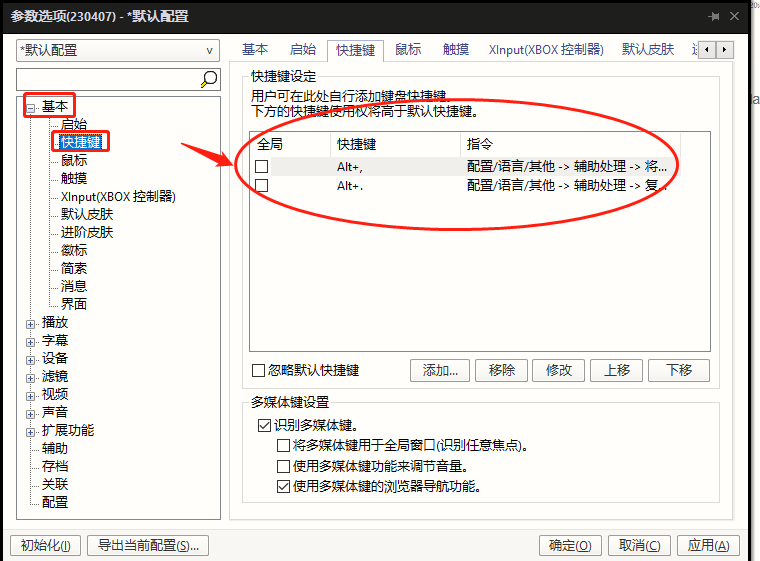 参数选项(230407) - *默认配置
*默认配置
基本
启始
快捷键
鼠标
触摸
XInput(XBOX 控制器)
默认皮肤
进阶皮肤
徽标
简索
消息
界面
播放
字幕
设备
滤镜
视频
声音
扩展功能
辅助
存档
关联
配置
基本 启始 快捷键 鼠标 触摸 XInput(XBOX 控制器) 默认皮肤
快捷键设定
用户可在此处自行添加键盘快捷键。
下方的快捷键使用权将高于默认快捷键。
全局 快捷键 指令
Alt+, 配置/语言/其他 -> 辅助处理 -> 将...
Alt+. 配置/语言/其他 -> 辅助处理 -> 复...
忽略默认快捷键 添加... 移除 修改 上移 下移
多媒体键设置
识别多媒体键。
将多媒体键用于全局窗口(识别任意焦点)。
使用多媒体键功能来调节音量。
使用多媒体键的浏览器导航功能。
初始化(I) 导出当前配置(S)... 确定(O) 取消(C) 应用(A)